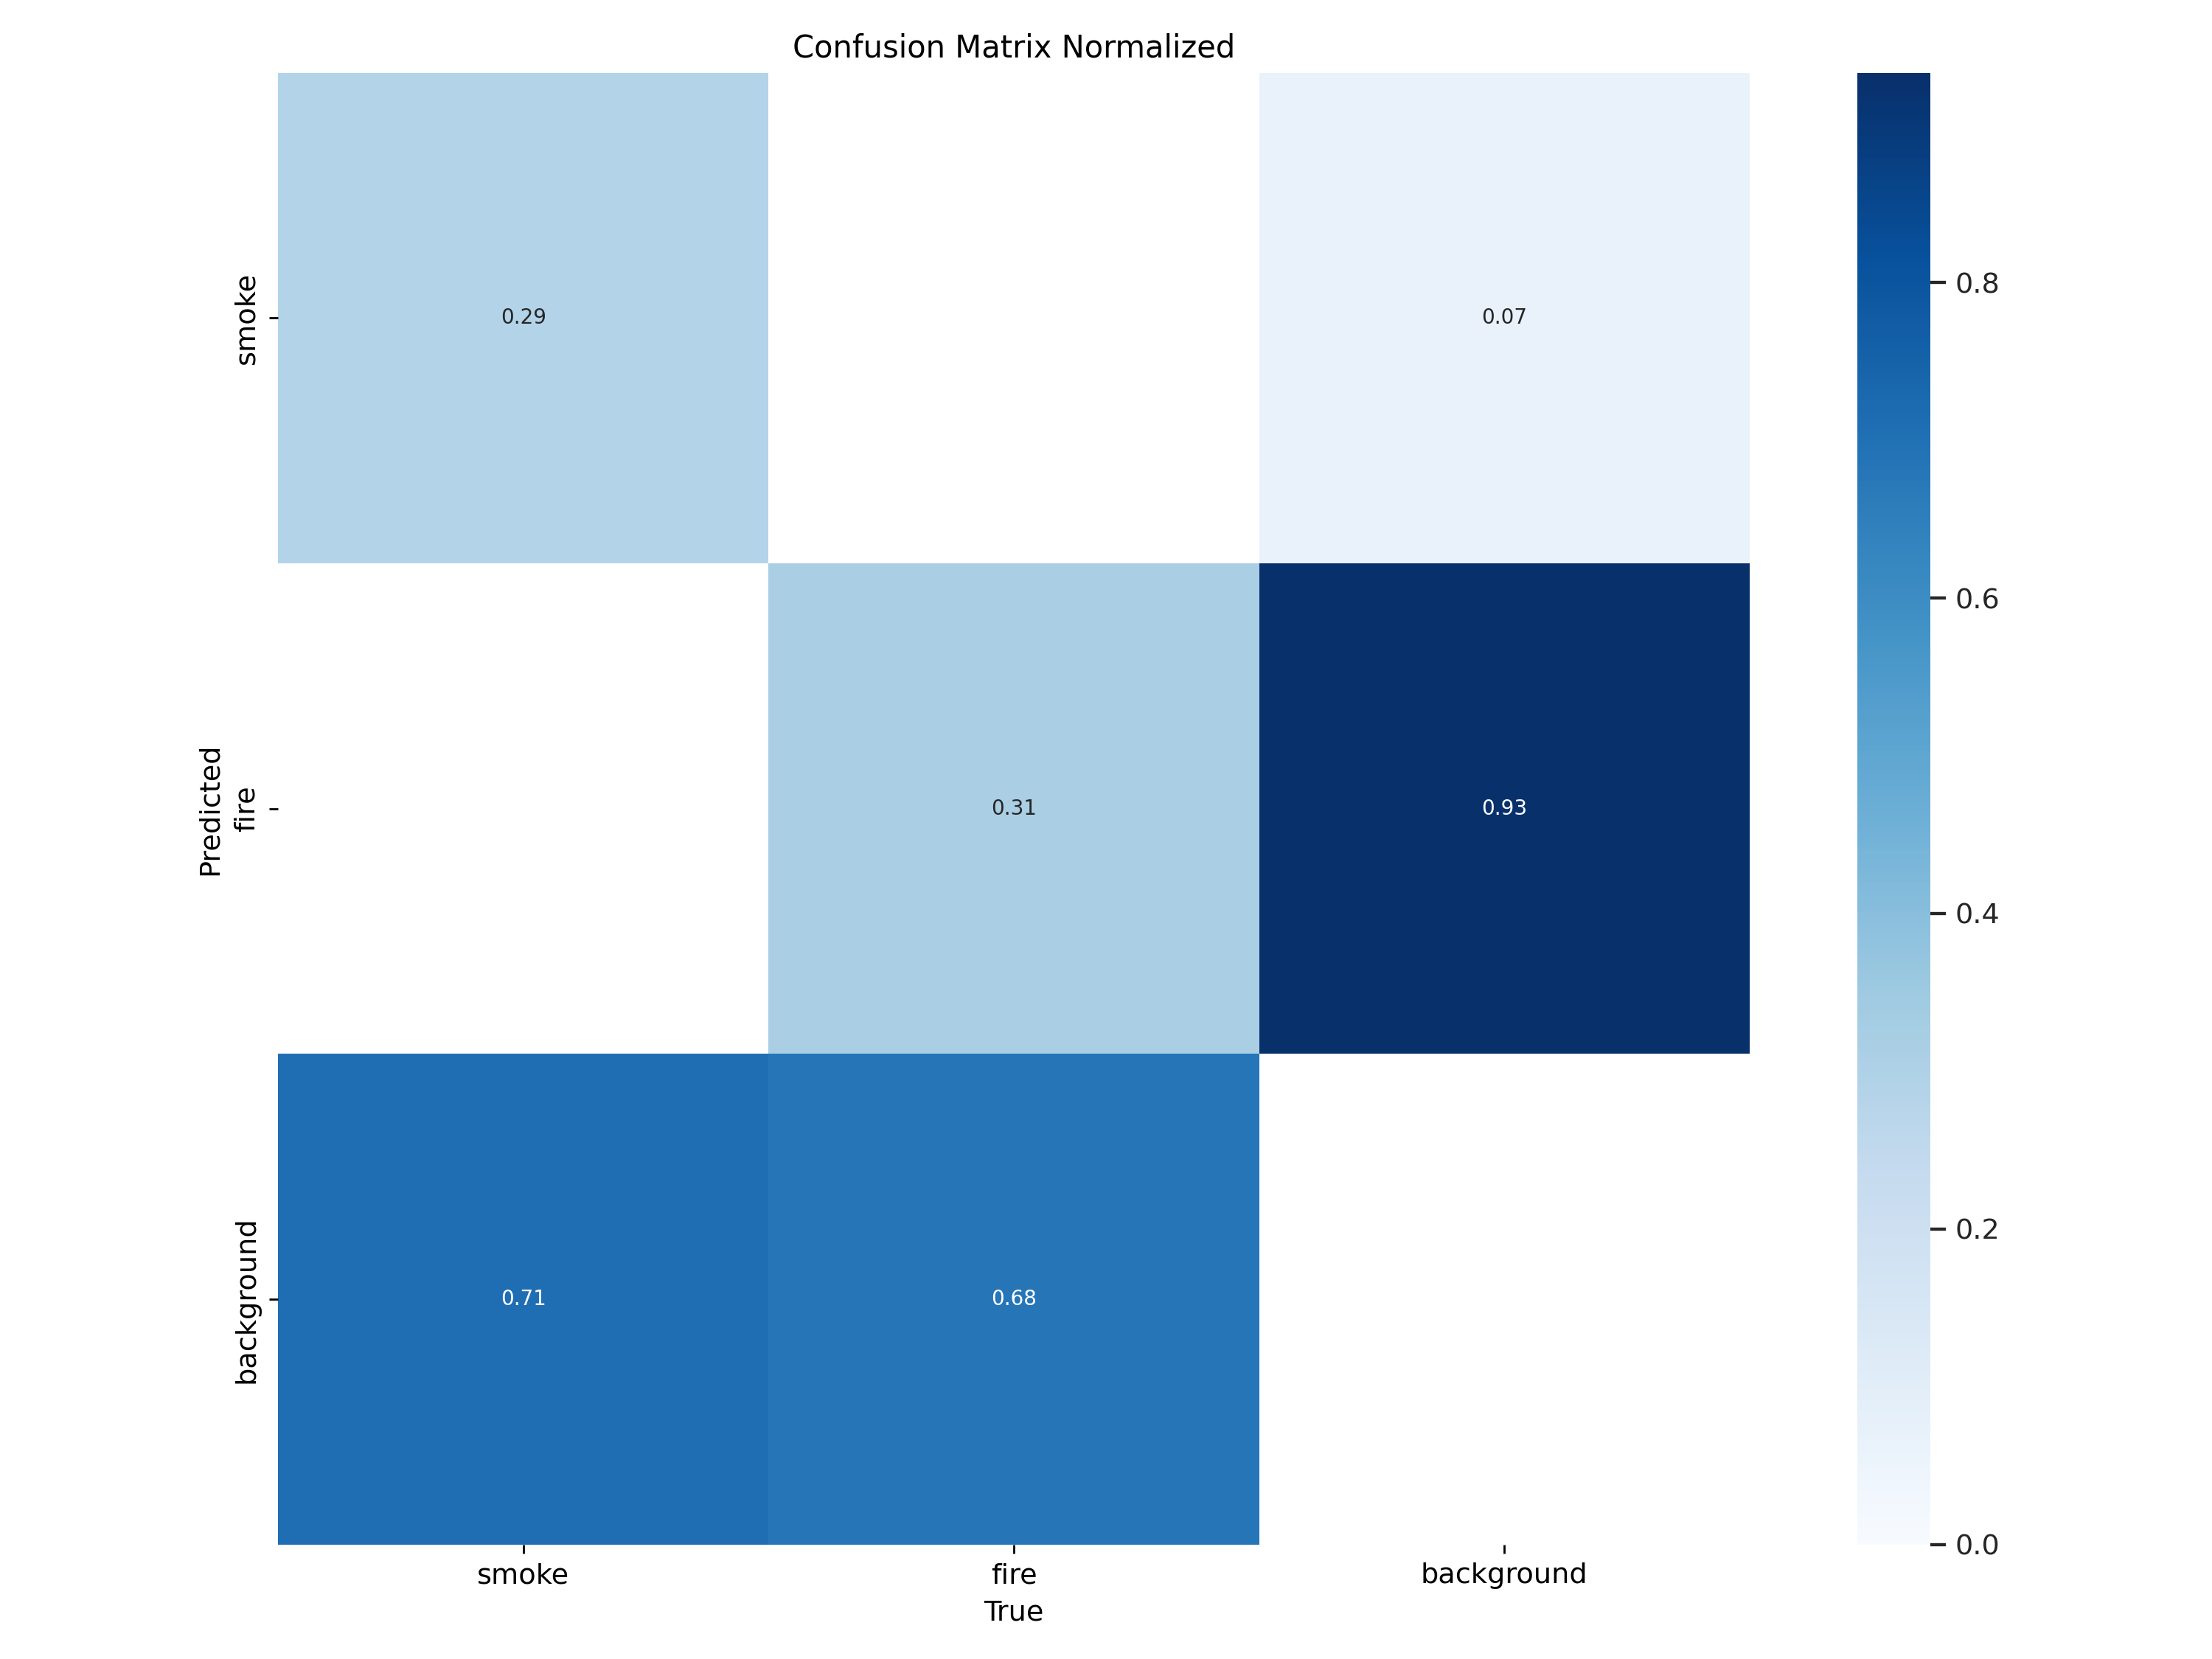 Confusion Matrix Normalized
smoke
0.29
0.07
Predicted
fire
0.31
0.93
background
0.71
0.68
smoke
fire
background
True
0.8
0.6
0.4
0.2
0.0